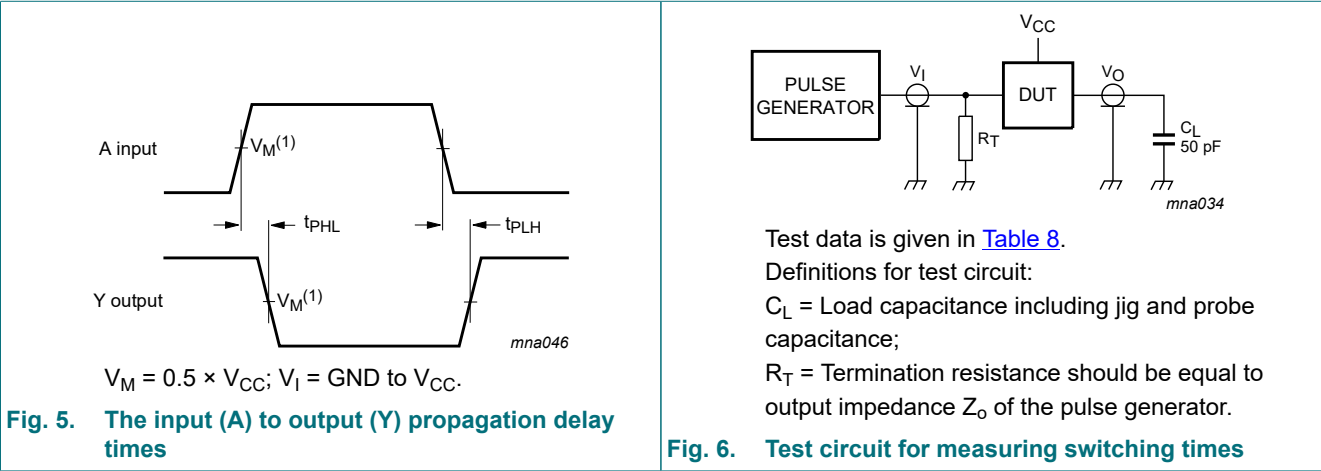 A input
VM(1)
tPHL
tPLH
Y output
VM(1)
mna046
VM = 0.5 × VCC; VI = GND to VCC.
Fig. 5. The input (A) to output (Y) propagation delay
times
VCC
PULSE
GENERATOR
VI
DUT
VO
RT
CL
50 pF
mna034
Test data is given in Table 8.
Definitions for test circuit:
CL = Load capacitance including jig and probe
capacitance;
RT = Termination resistance should be equal to
output impedance Zo of the pulse generator.
Fig. 6. Test circuit for measuring switching times